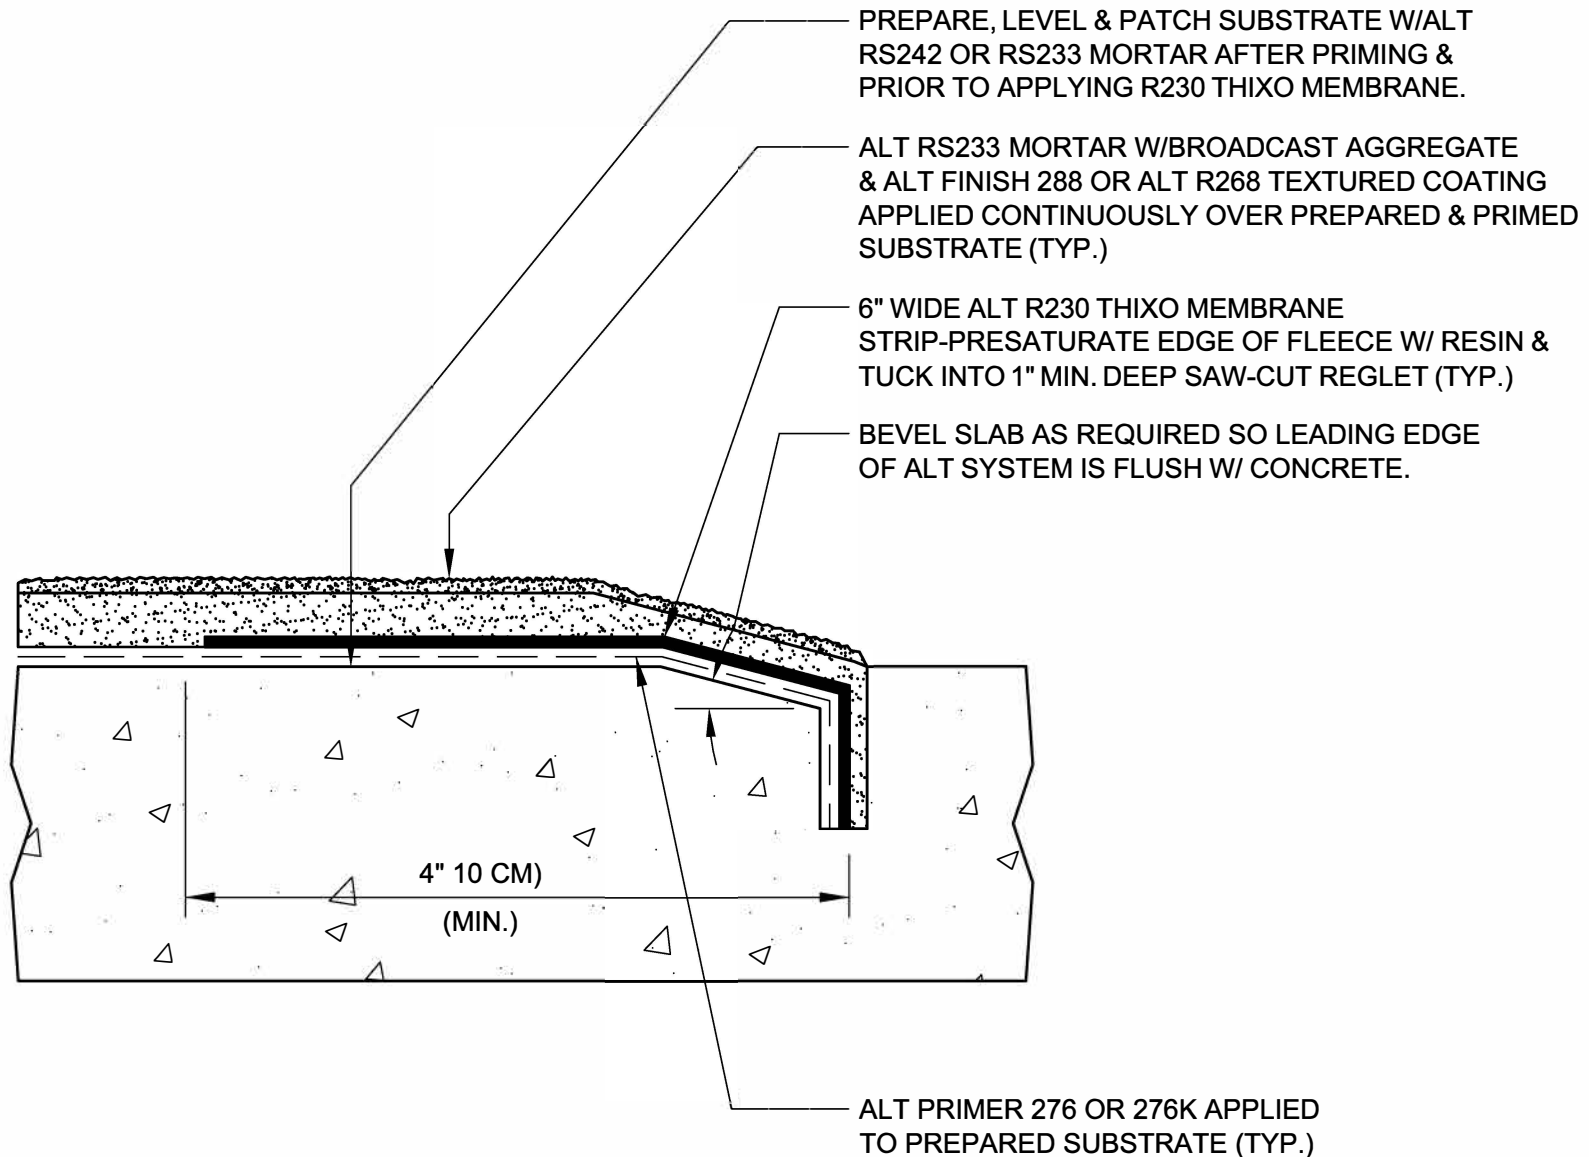 PREPARE, LEVEL & PATCH SUBSTRATE W/ALT
RS242 OR RS233 MORTAR AFTER PRIMING &
PRIOR TO APPLYING R230 THIXO MEMBRANE.
ALT RS233 MORTAR W/BROADCAST AGGREGATE
& ALT FINISH 288 OR ALT R268 TEXTURED COATING
APPLIED CONTINUOUSLY OVER PREPARED & PRIMED
SUBSTRATE (TYP.)
6" WIDE ALT R230 THIXO MEMBRANE
STRIP-PRESATURATE EDGE OF FLEECE W/ RESIN &
TUCK INTO 1" MIN. DEEP SAW-CUT REGLET (TYP.)
BEVEL SLAB AS REQUIRED SO LEADING EDGE
OF ALT SYSTEM IS FLUSH W/ CONCRETE.
4" 10 CM)
(MIN.)
ALT PRIMER 276 OR 276K APPLIED
TO PREPARED SUBSTRATE (TYP.)